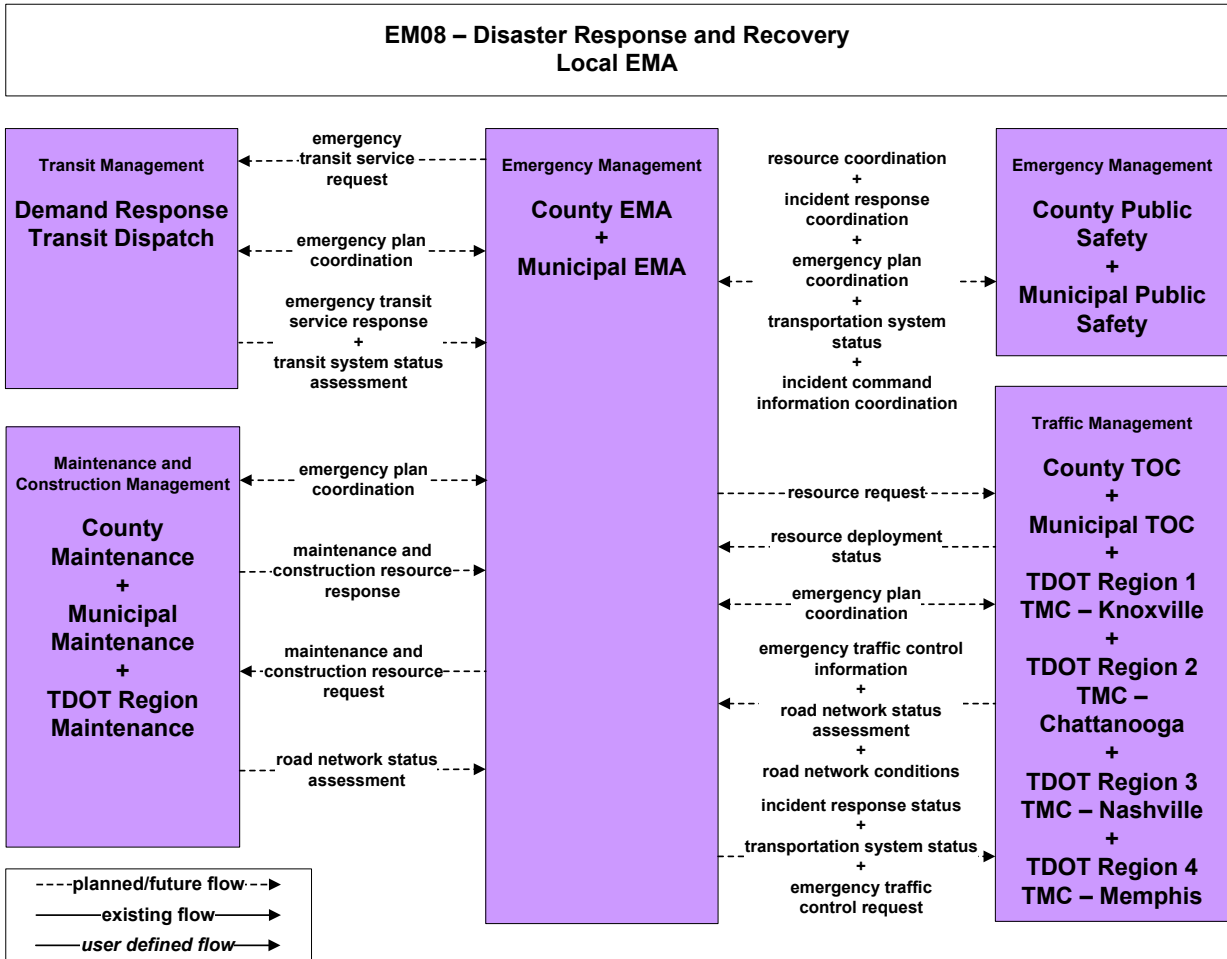 EM08 – Disaster Response and Recovery
Local EMA
Transit Management
Demand Response
Transit Dispatch
emergency
transit service
request
emergency plan
coordination
emergency transit
service response
+
transit system status
assessment
Maintenance and
Construction Management
County
Maintenance
+
Municipal
Maintenance
+
TDOT Region
Maintenance
emergency plan
coordination
maintenance and
construction resource
response
maintenance and
construction resource
request
road network status
assessment
Emergency Management
County EMA
+
Municipal EMA
resource coordination
+
incident response
coordination
+
emergency plan
coordination
+
transportation system
status
+
incident command
information coordination
Emergency Management
County Public
Safety
+
Municipal Public
Safety
resource request
resource deployment
status
emergency plan
coordination
emergency traffic control
information
+
road network status
assessment
+
road network conditions
incident response status
+
transportation system status
+
emergency traffic
control request
Traffic Management
County TOC
+
Municipal TOC
+
TDOT Region 1
TMC – Knoxville
+
TDOT Region 2
TMC –
Chattanooga
+
TDOT Region 3
TMC – Nashville
+
TDOT Region 4
TMC – Memphis
planned/future flow
existing flow
user defined flow